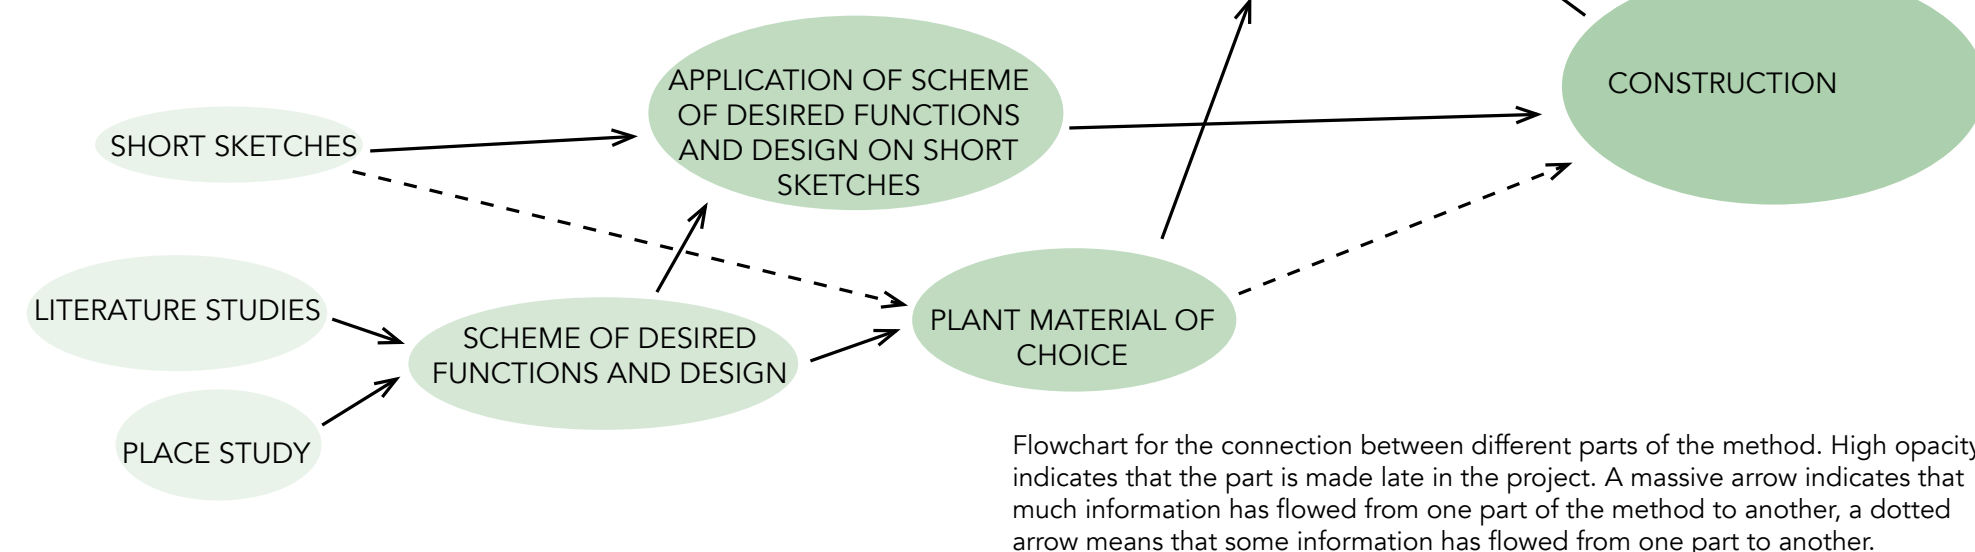 SHORT SKETCHES
APPLICATION OF SCHEME
OF DESIRED FUNCTIONS
AND DESIGN ON SHORT
SKETCHES
CONSTRUCTION
LITERATURE STUDIES
SCHEME OF DESIRED
FUNCTIONS AND DESIGN
PLANT MATERIAL OF
CHOICE
PLACE STUDY
Flowchart for the connection between different parts of the method. High opacity
indicates that the part is made late in the project. A massive arrow indicates that
much information has flowed from one part of the method to another, a dotted
arrow means that some information has flowed from one part to another.